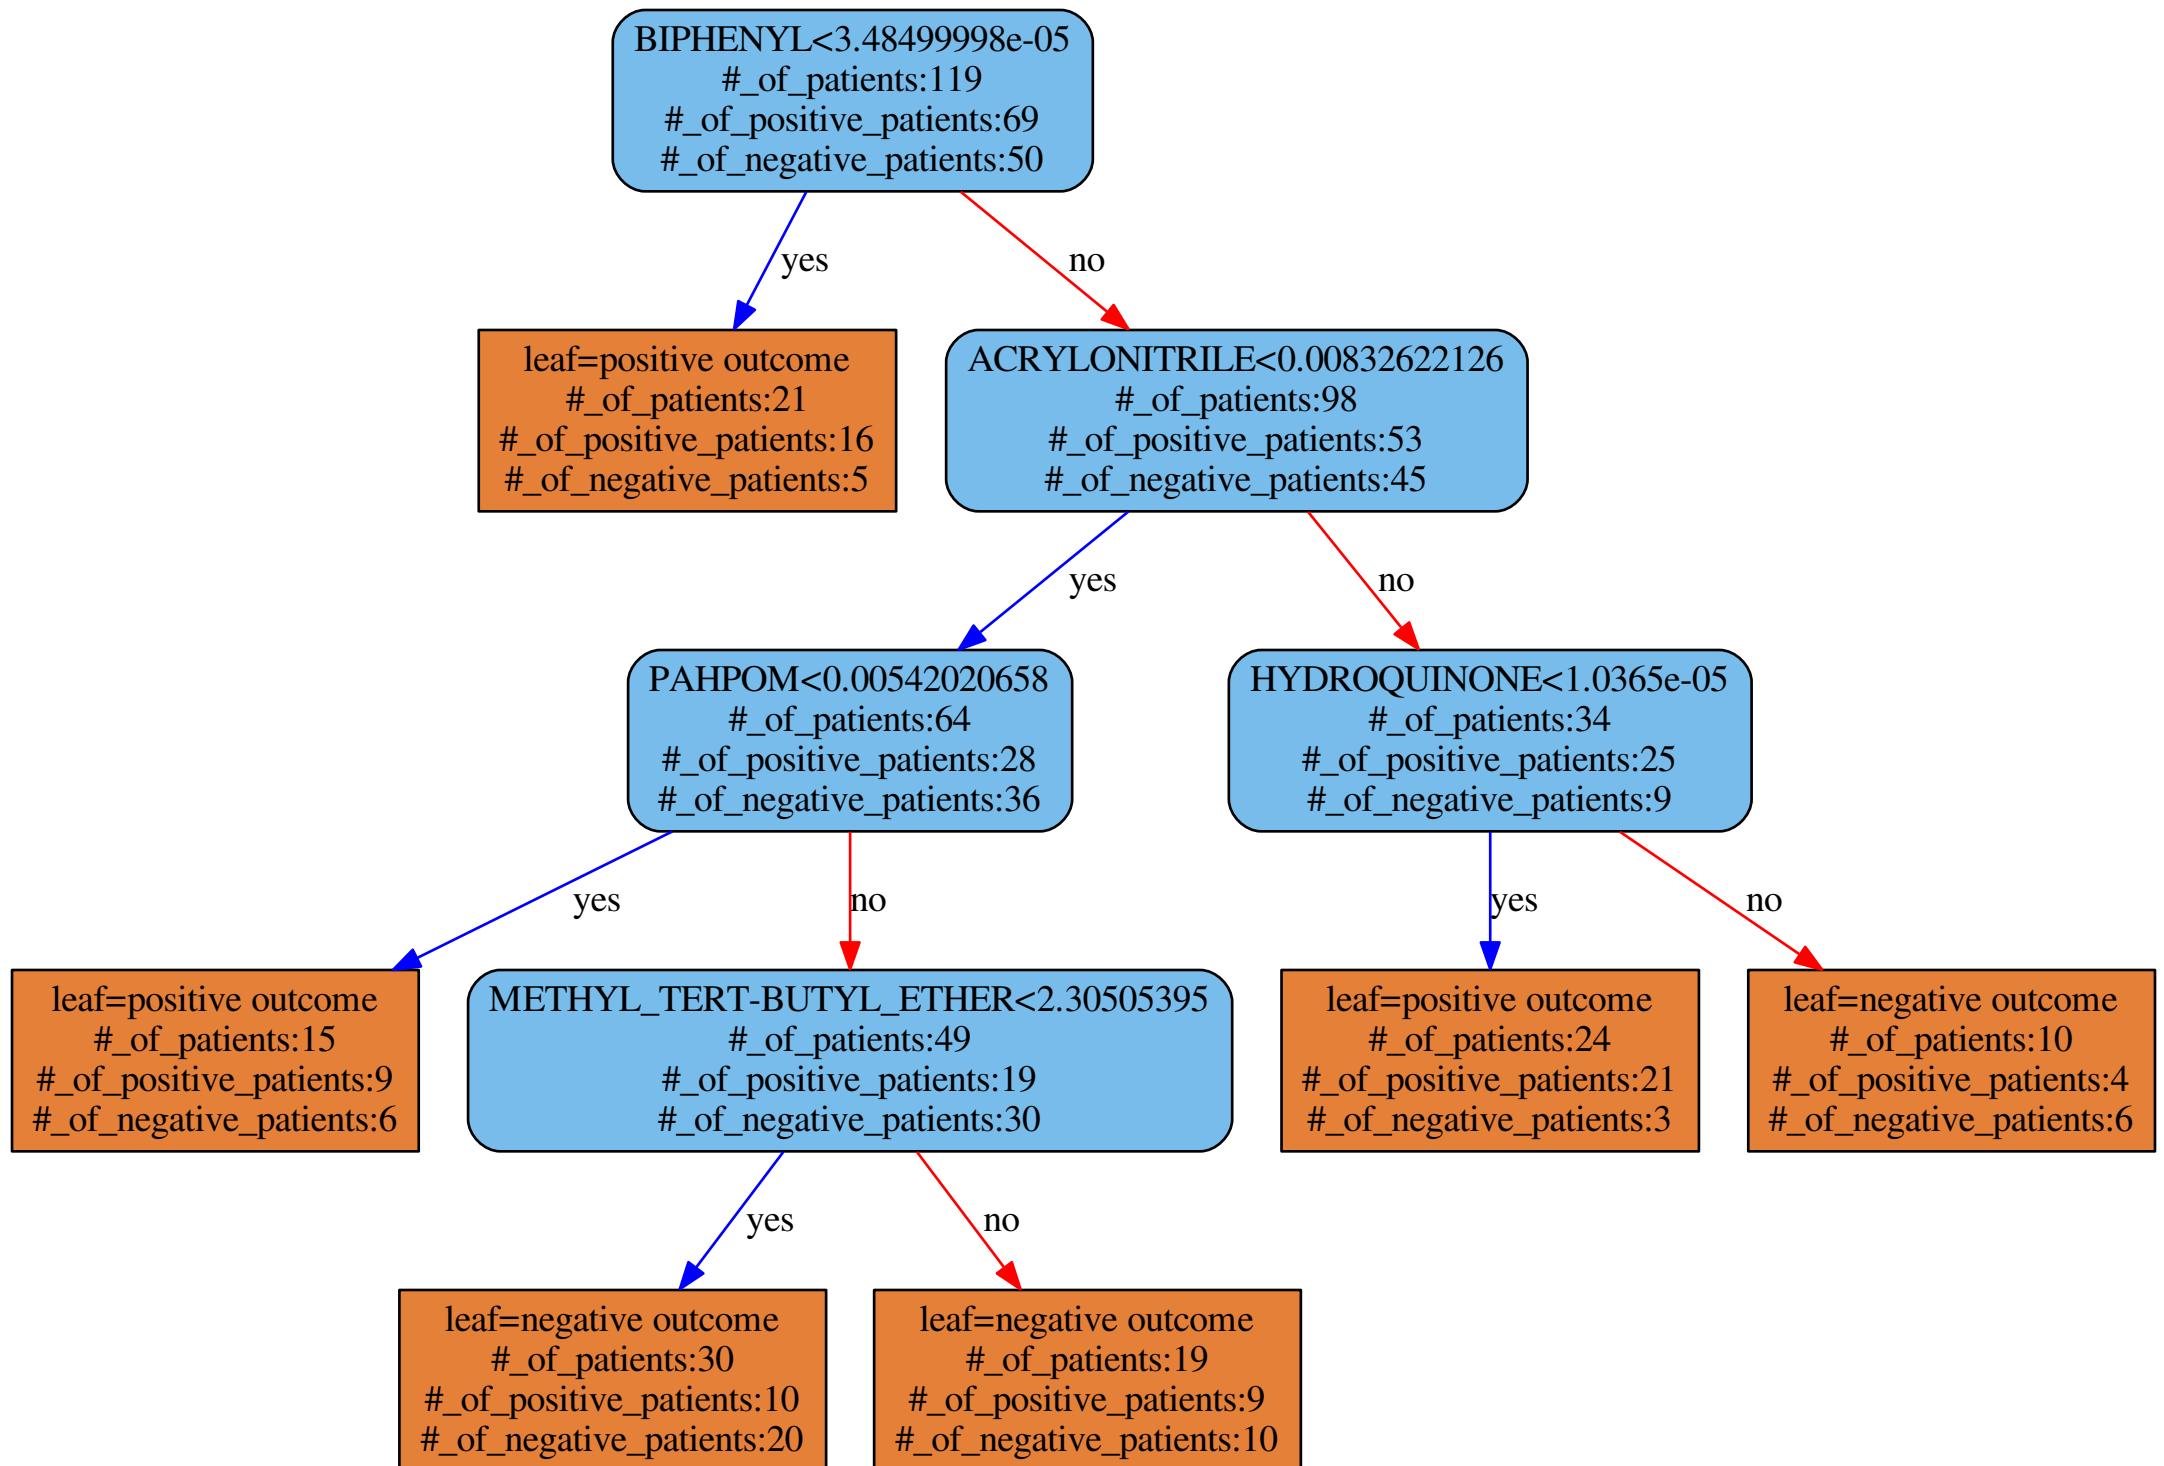 BIPHENYL<3.48499998e-05
#_of_patients:119
#_of_positive_patients:69
#_of_negative_patients:50
yes
no
leaf=positive outcome
#_of_patients:21
#_of_positive_patients:16
#_of_negative_patients:5
ACRYLONITRILE<0.00832622126
#_of_patients:98
#_of_positive_patients:53
#_of_negative_patients:45
yes
no
PAHPOM<0.00542020658
#_of_patients:64
#_of_positive_patients:28
#_of_negative_patients:36
HYDROQUINONE<1.0365e-05
#_of_patients:34
#_of_positive_patients:25
#_of_negative_patients:9
yes
no
yes
no
leaf=positive outcome
#_of_patients:15
#_of_positive_patients:9
#_of_negative_patients:6
METHYL_TERT-BUTYL_ETHER<2.30505395
#_of_patients:49
#_of_positive_patients:19
#_of_negative_patients:30
leaf=positive outcome
#_of_patients:24
#_of_positive_patients:21
#_of_negative_patients:3
leaf=negative outcome
#_of_patients:10
#_of_positive_patients:4
#_of_negative_patients:6
yes
no
leaf=negative outcome
#_of_patients:30
#_of_positive_patients:10
#_of_negative_patients:20
leaf=negative outcome
#_of_patients:19
#_of_positive_patients:9
#_of_negative_patients:10